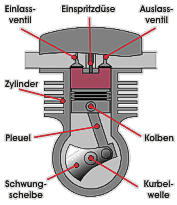 Einlass-
ventil
Einspritzdüse
Auslass-
ventil
Zylinder
Pleuel
Kolben
Schwung-
scheibe
Kurbel-
welle